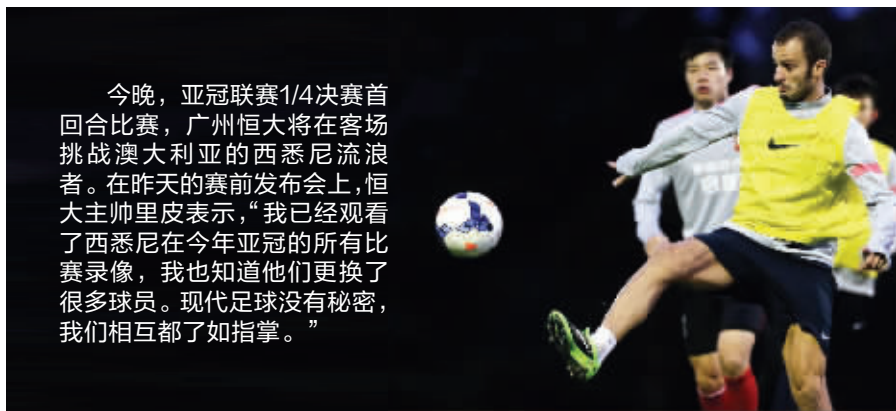 今晚，亚冠联赛1/4决赛首
回合比赛，广州恒大将在客场
挑战澳大利亚的西悉尼流浪
者。在昨天的赛前发布会上，恒
大主帅里皮表示，“我已经观看
了西悉尼在今年亚冠的所有比
赛录像，我也知道他们更换了
很多球员。现代足球没有秘密，
我们相互都了如指掌。”